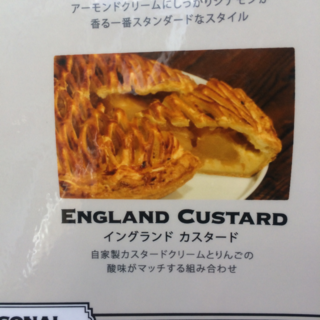 アーモンドクリームにしっかりシナモンが
香る一番スタンダードなスタイル
ENGLAND CUSTARD
イングランド カスタード
自家製カスタードクリームとりんごの
酸味がマッチする組み合わせ